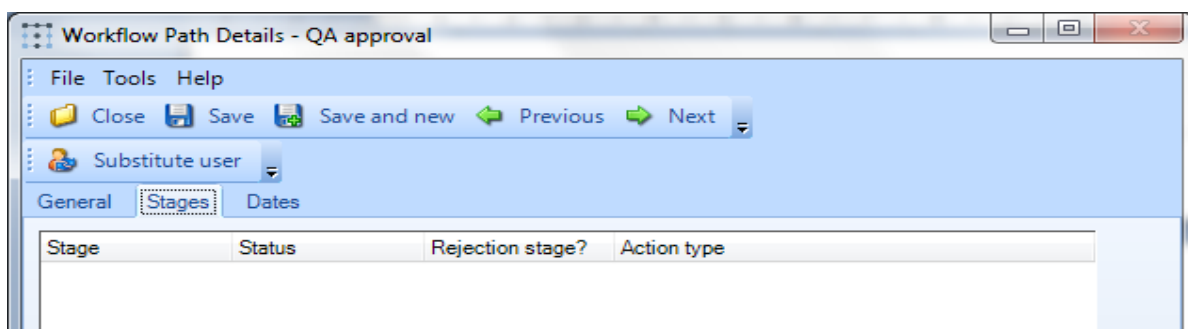 Workflow Path Details - QA approval
File Tools Help
Close Save Save and new Previous Next
Substitute user
General Stages Dates
Stage Status Rejection stage? Action type